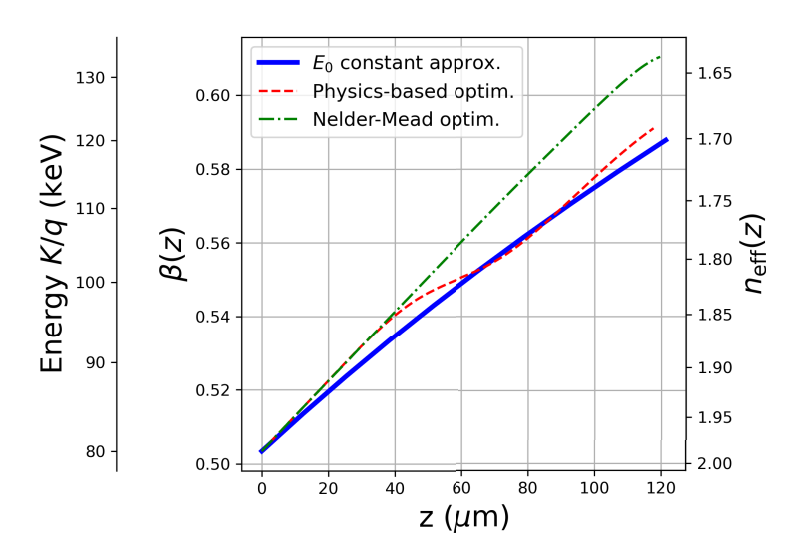 E₀ constant approx.
Physics-based optim.
Nelder-Mead optim.
Energy K/q (keV)
130
120
110
100
90
80
β(z)
0.60
0.58
0.56
0.54
0.52
0.50
0 20 40 60 80 100 120
z (μm)
1.65
1.70
1.75
1.80
1.85
1.90
1.95
2.00
n_eff(z)